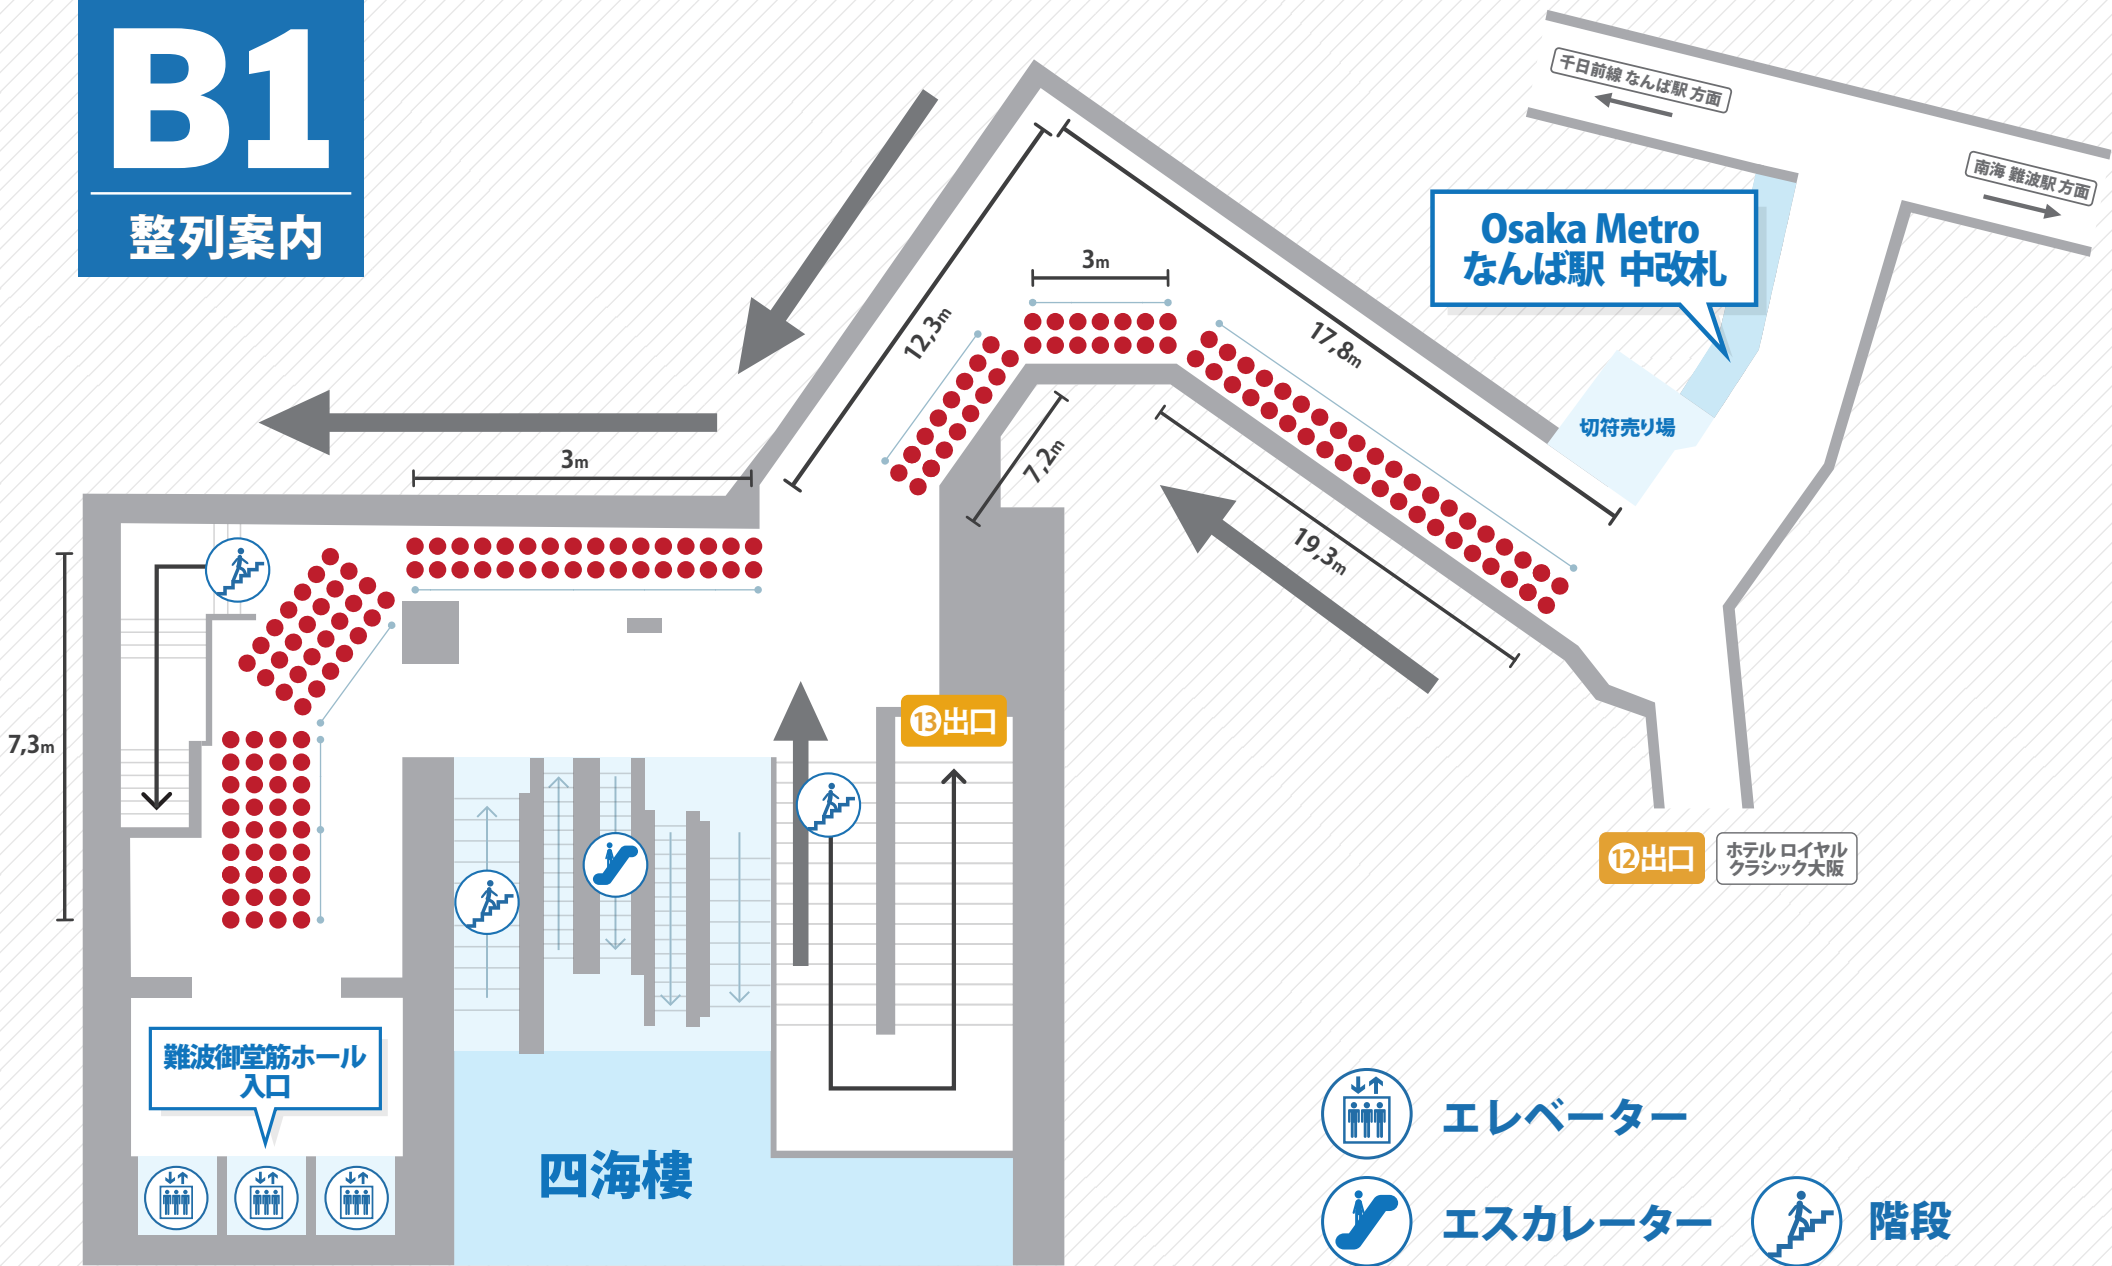 B1
整列案内
千日前線 なんば駅 方面
南海 難波駅 方面
Osaka Metro
なんば駅 中改札
3m
12,3m
17,8m
切符売り場
7,2m
3m
19,3m
⑬出口
7,3m
⑫出口
ホテル ロイヤル
クラシック大阪
難波御堂筋ホール
入口
四海樓
エレベーター
エスカレーター
階段